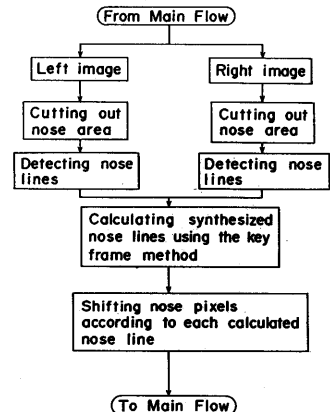 From Main Flow
Left image
Right image
Cutting out
nose area
Cutting out
nose area
Detecting nose
lines
Detecting nose
lines
Calculating synthesized
nose lines using the key
frame method
Shifting nose pixels
according to each calculated
nose line
To Main Flow